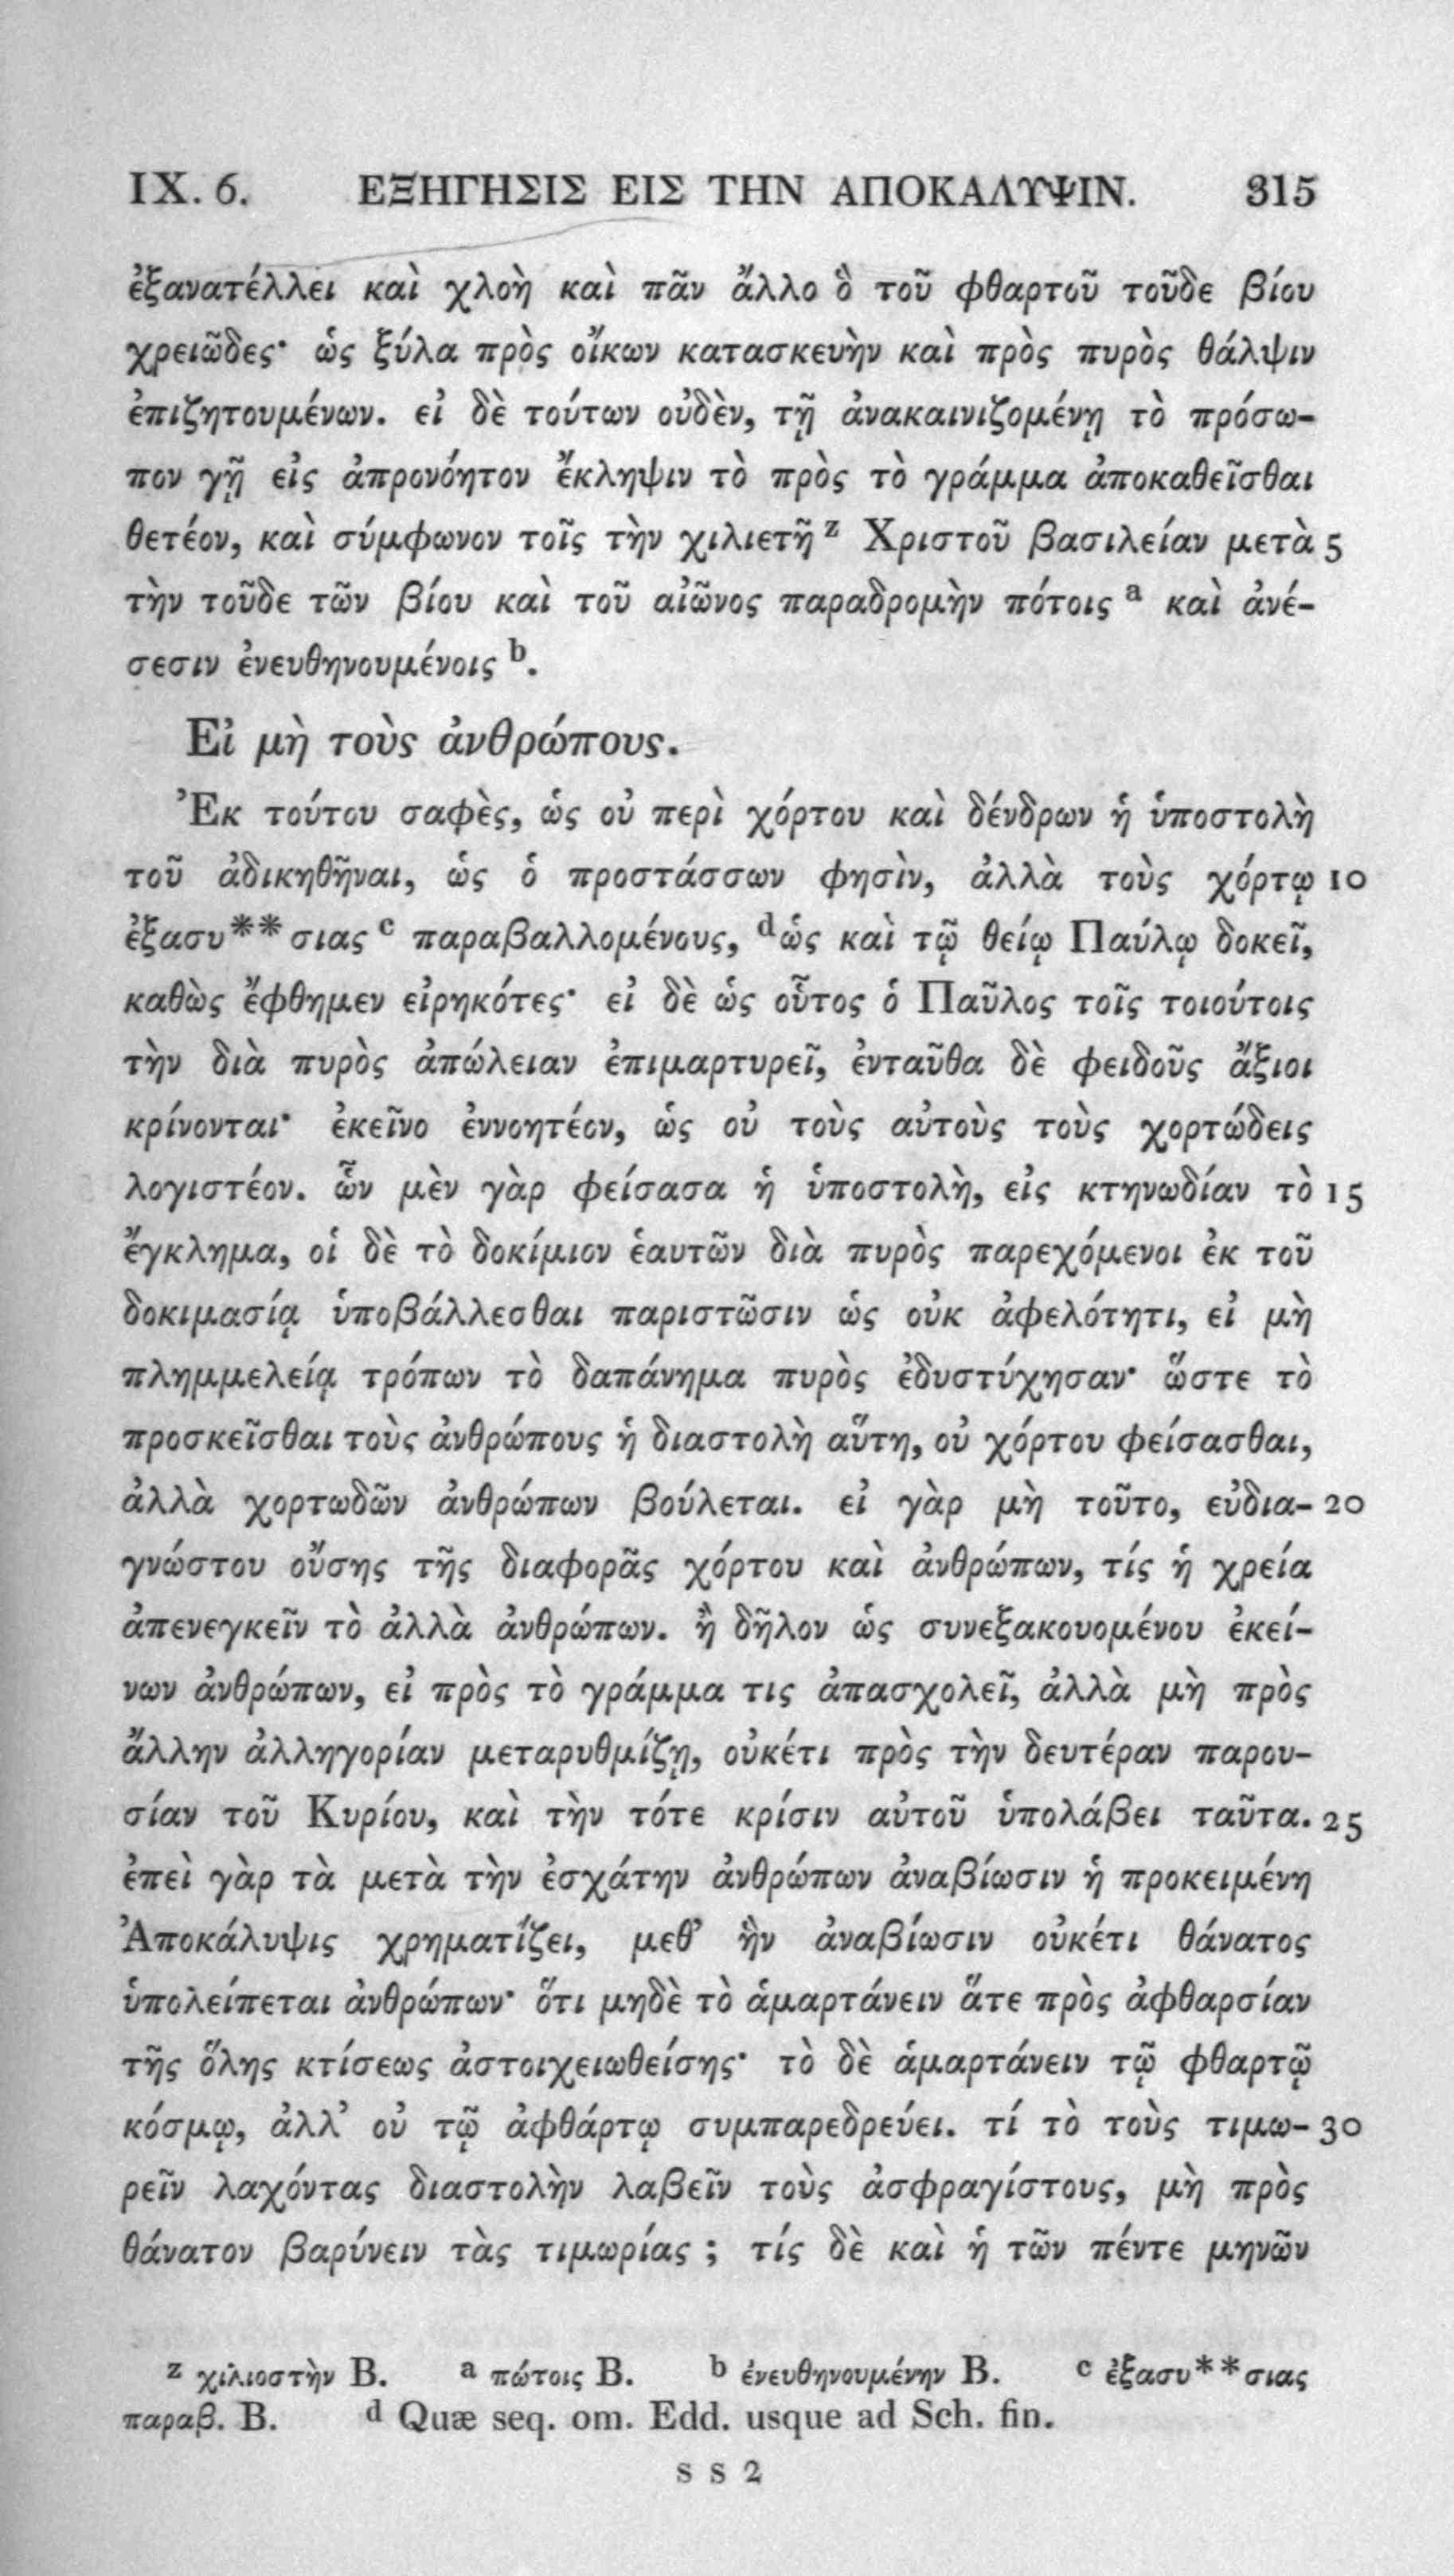 IX. 6. ΕΞΗΓΗΣΙΣ ΕΙΣ ΤΗΝ ΑΠΟΚΑΛΥΨΙΝ. 315
ἐξανατέλλει καὶ χλοὴ καὶ πᾶν ἄλλο ὃ τοῦ φθαρτοῦ τοῦδε βίου
χρειῶδες· ὡς ξύλα πρὸς οἴκων κατασκευὴν καὶ πρὸς πυρὸς θάλψιν
ἐπιζητουμένων. εἰ δὲ τούτων οὐδὲν, τῇ ἀνακαινιζομένῃ τὸ πρόσω-
πον γῇ εἰς ἀπρονόητον ἔκληψιν τὸ πρὸς τὸ γράμμα ἀποκαθεῖσθαι
θετέον, καὶ σύμφωνον τοῖς τὴν χιλιετῆ z Χριστοῦ βασιλείαν μετὰ 5
τὴν τοῦδε τῶν βίου καὶ τοῦ αἰῶνος παραδρομὴν πότοις a καὶ ἀνέ-
σεσιν ἐνευθηνουμένοις b.
Εἰ μὴ τοὺς ἀνθρώπους.
Ἐκ τούτου σαφὲς, ὡς οὐ περὶ χόρτου καὶ δένδρων ἡ ὑποστολὴ
τοῦ ἀδικηθῆναι, ὡς ὁ προστάσσων φησὶν, ἀλλὰ τοὺς χόρτῳ 10
ἐξασυ**σιας c παραβαλλομένους, d ὡς καὶ τῷ θείῳ Παύλῳ δοκεῖ,
καθὼς ἔφθημεν εἰρηκότες· εἰ δὲ ὡς οὗτος ὁ Παῦλος τοῖς τοιούτοις
τὴν διὰ πυρὸς ἀπώλειαν ἐπιμαρτυρεῖ, ἐνταῦθα δὲ φειδοῦς ἄξιοι
κρίνονται· ἐκεῖνο ἐννοητέον, ὡς οὐ τοὺς αὐτοὺς τοὺς χορτώδεις
λογιστέον. ὧν μὲν γὰρ φείσασα ἡ ὑποστολὴ, εἰς κτηνωδίαν τὸ 15
ἔγκλημα, οἱ δὲ τὸ δοκίμιον ἑαυτῶν διὰ πυρὸς παρεχόμενοι ἐκ τοῦ
δοκιμασίᾳ ὑποβάλλεσθαι παριστῶσιν ὡς οὐκ ἀφελότητι, εἰ μὴ
πλημμελείᾳ τρόπων τὸ δαπάνημα πυρὸς ἐδυστύχησαν· ὥστε τὸ
προσκεῖσθαι τοὺς ἀνθρώπους ἡ διαστολὴ αὕτη, οὐ χόρτου φείσασθαι,
ἀλλὰ χορτωδῶν ἀνθρώπων βούλεται. εἰ γὰρ μὴ τοῦτο, εὐδια- 20
γνώστου οὔσης τῆς διαφορᾶς χόρτου καὶ ἀνθρώπων, τίς ἡ χρεία
ἀπενεγκεῖν τὸ ἀλλὰ ἀνθρώπων. ἢ δῆλον ὡς συνεξακουομένου ἐκεί-
νων ἀνθρώπων, εἰ πρὸς τὸ γράμμα τις ἀπασχολεῖ, ἀλλὰ μὴ πρὸς
ἄλλην ἀλληγορίαν μεταρυθμίζῃ, οὐκέτι πρὸς τὴν δευτέραν παρου-
σίαν τοῦ Κυρίου, καὶ τὴν τότε κρίσιν αὐτοῦ ὑπολάβει ταῦτα. 25
ἐπεὶ γὰρ τὰ μετὰ τὴν ἐσχάτην ἀνθρώπων ἀναβίωσιν ἡ προκειμένη
Ἀποκάλυψις χρηματίζει, μεθ’ ἣν ἀναβίωσιν οὐκέτι θάνατος
ὑπολείπεται ἀνθρώπων· ὅτι μηδὲ τὸ ἁμαρτάνειν ἅτε πρὸς ἀφθαρσίαν
τῆς ὅλης κτίσεως ἀστοιχειωθείσης· τὸ δὲ ἁμαρτάνειν τῷ φθαρτῷ
κόσμῳ, ἀλλ’ οὐ τῷ ἀφθάρτῳ συμπαρεδρεύει. τί τὸ τοὺς τιμω- 30
ρεῖν λαχόντας διαστολὴν λαβεῖν τοὺς ἀσφραγίστους, μὴ πρὸς
θάνατον βαρύνειν τὰς τιμωρίας ; τίς δὲ καὶ ἡ τῶν πέντε μηνῶν
z χιλιοστὴν B. a πώτοις B. b ἐνευθηνουμένην B. c ἐξασυ**σιας
παραβ. B. d Quæ seq. om. Edd. usque ad Sch. fin.
S S 2